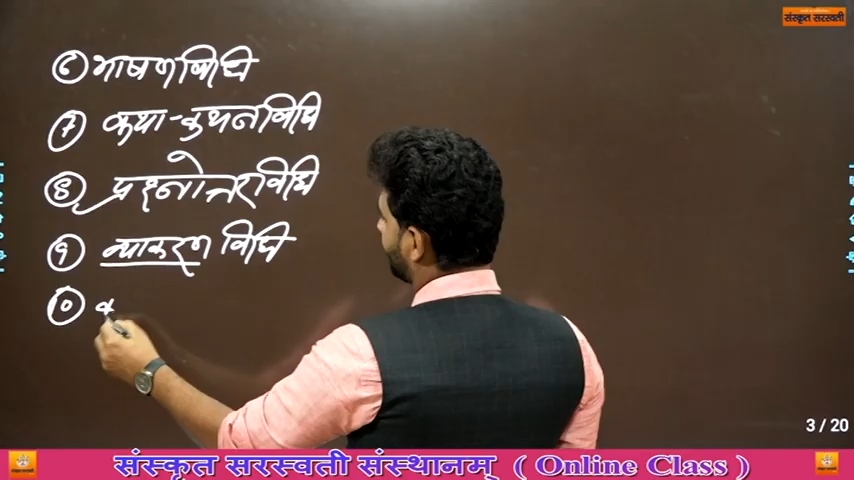 संस्कृत सरस्वती
६ भाषणविधि
७ कथा-कथनविधि
८ प्रश्नोत्तरविधि
९ व्याकरण विधि
१०
3 / 20
संस्कृत सरस्वती संस्थानम् ( Online Class )